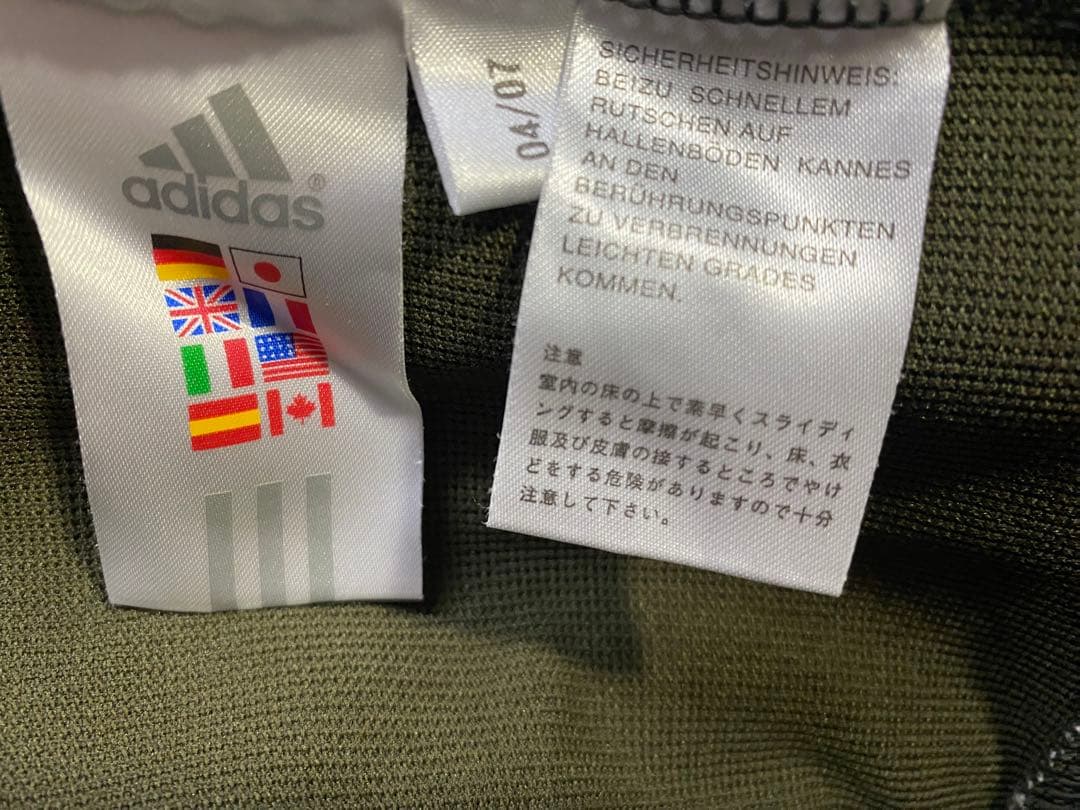 adidas®
04/07
SICHERHEITSHINWEIS:
BEIZU SCHNELLEM
RUTSCHEN AUF
HALLENBÖDEN KANNES
AN DEN
BERÜHRUNGSPUNKTEN
ZU VERBRENNUNGEN
LEICHTEN GRADES
KOMMEN.
注意
室内の床の上で素早くスライディ
ングすると摩擦が起こり、床、衣
服及び皮膚の接するところでやけ
どをする危険がありますので十分
注意して下さい。